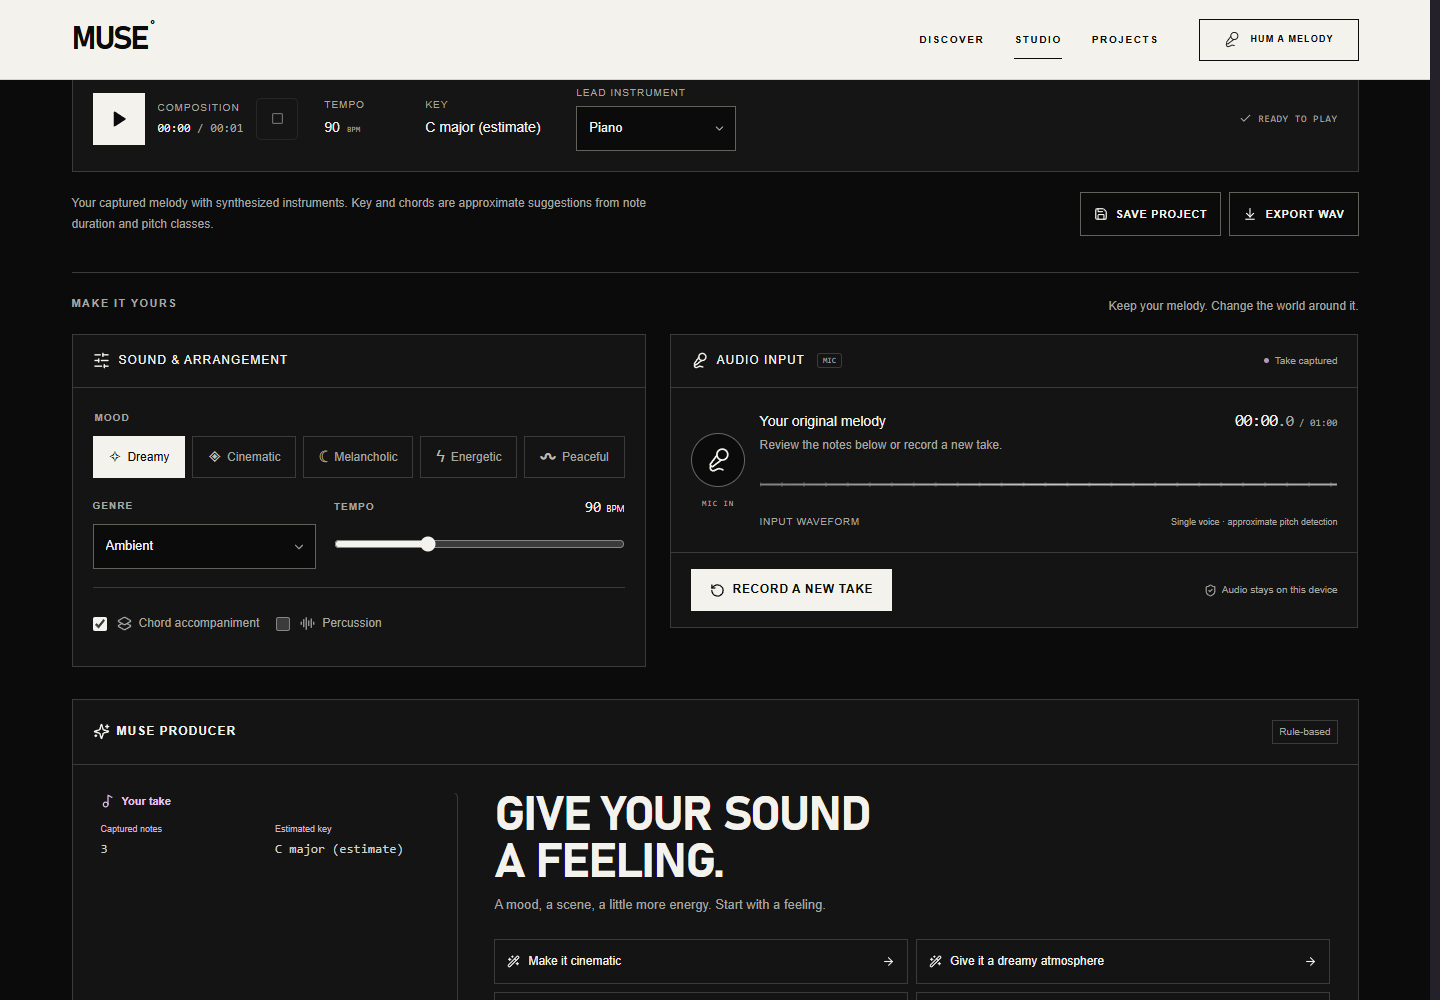 MUSE°
DISCOVER
STUDIO
PROJECTS
HUM A MELODY
COMPOSITION
00:00 / 00:01
TEMPO
90 BPM
KEY
C major (estimate)
LEAD INSTRUMENT
Piano
READY TO PLAY
Your captured melody with synthesized instruments. Key and chords are approximate suggestions from note
duration and pitch classes.
SAVE PROJECT
EXPORT WAV
MAKE IT YOURS
Keep your melody. Change the world around it.
SOUND & ARRANGEMENT
MOOD
Dreamy
Cinematic
Melancholic
Energetic
Peaceful
GENRE
Ambient
TEMPO
90 BPM
Chord accompaniment
Percussion
AUDIO INPUT
MIC
Take captured
MIC IN
Your original melody
00:00.0 / 01:00
Review the notes below or record a new take.
INPUT WAVEFORM
Single voice · approximate pitch detection
RECORD A NEW TAKE
Audio stays on this device
MUSE PRODUCER
Rule-based
Your take
Captured notes
3
Estimated key
C major (estimate)
GIVE YOUR SOUND
A FEELING.
A mood, a scene, a little more energy. Start with a feeling.
Make it cinematic
Give it a dreamy atmosphere